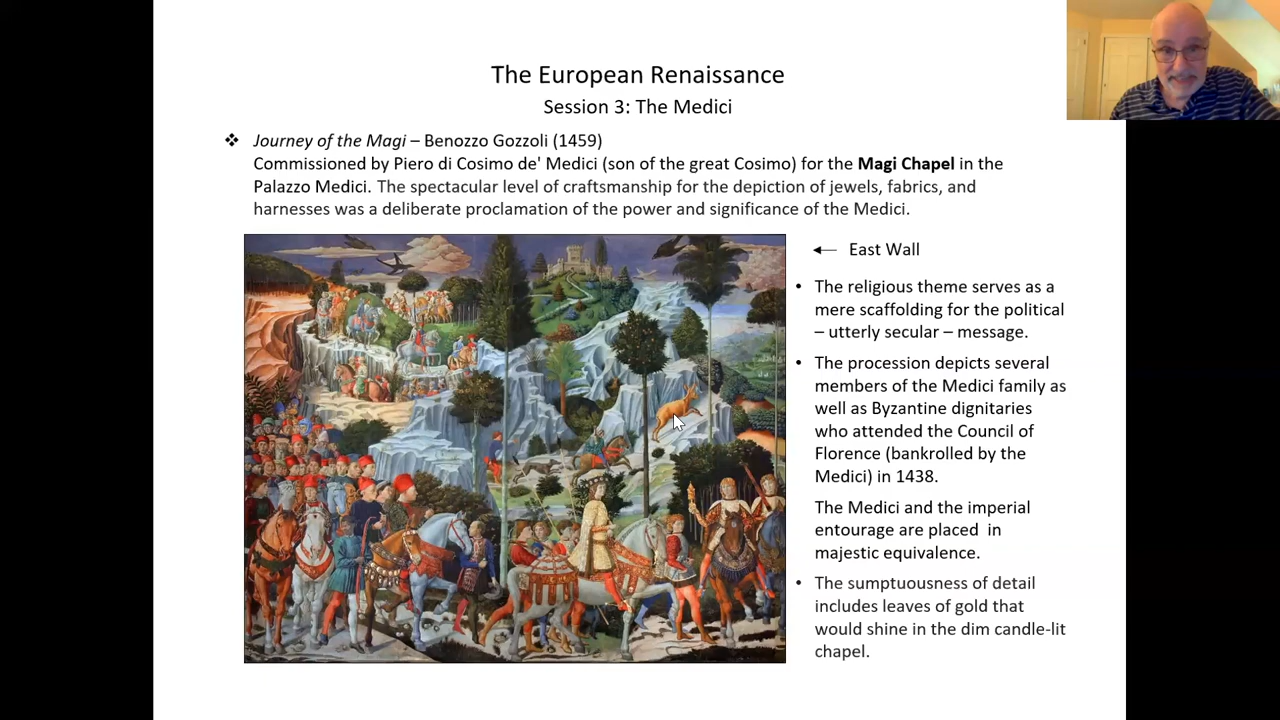 The European Renaissance
Session 3: The Medici
❖ Journey of the Magi – Benozzo Gozzoli (1459)
Commissioned by Piero di Cosimo de' Medici (son of the great Cosimo) for the Magi Chapel in the
Palazzo Medici. The spectacular level of craftsmanship for the depiction of jewels, fabrics, and
harnesses was a deliberate proclamation of the power and significance of the Medici.
← East Wall
• The religious theme serves as a
mere scaffolding for the political
– utterly secular – message.
• The procession depicts several
members of the Medici family as
well as Byzantine dignitaries
who attended the Council of
Florence (bankrolled by the
Medici) in 1438.
The Medici and the imperial
entourage are placed in
majestic equivalence.
• The sumptuousness of detail
includes leaves of gold that
would shine in the dim candle-lit
chapel.